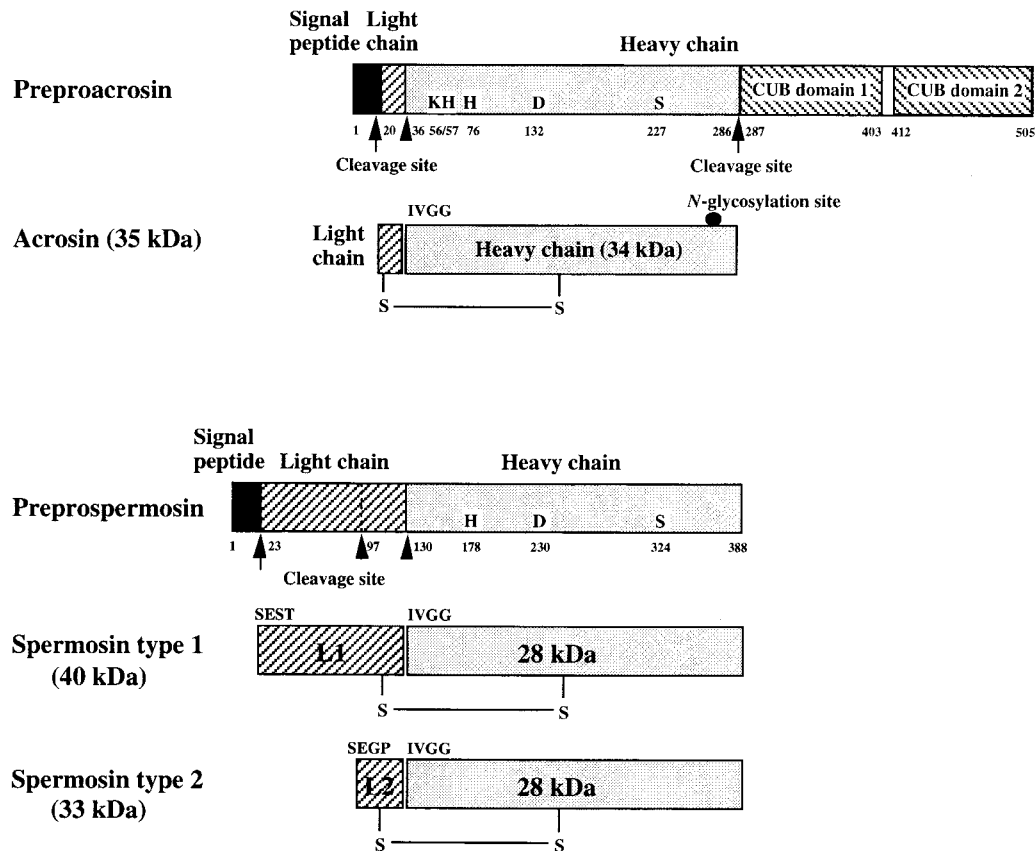 Signal Light
peptide chain
Heavy chain
Preproacrosin
CUB domain 1
CUB domain 2
KH H D S
1 20 36 56/57 76 132 227 286 287 403 412 505
Cleavage site
Cleavage site
N-glycosylation site
IVGG
Acrosin (35 kDa)
Light
chain
Heavy chain (34 kDa)
S S
Signal
peptide
Light chain
Heavy chain
Preprospermosin
H D S
1 23 97 130 178 230 324 388
Cleavage site
SEST IVGG
Spermosin type 1
(40 kDa)
L1
28 kDa
S S
SEGP IVGG
Spermosin type 2
(33 kDa)
L2
28 kDa
S S